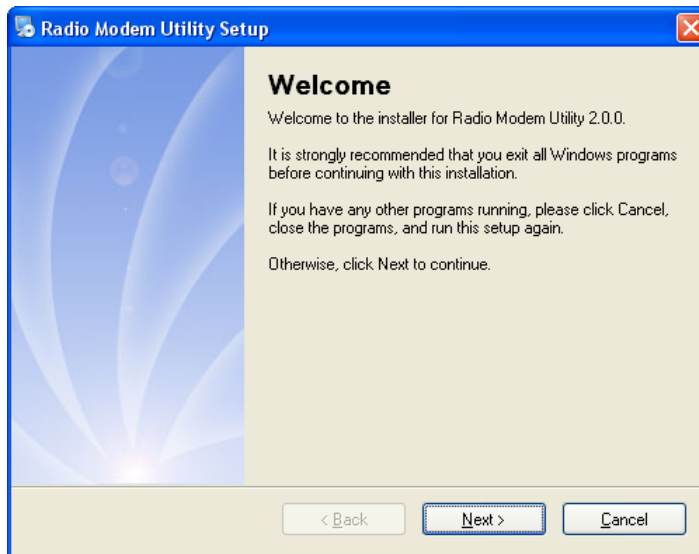 Radio Modem Utility Setup
Welcome
Welcome to the installer for Radio Modem Utility 2.0.0.
It is strongly recommended that you exit all Windows programs
before continuing with this installation.
If you have any other programs running, please click Cancel,
close the programs, and run this setup again.
Otherwise, click Next to continue.
< Back
Next >
Cancel